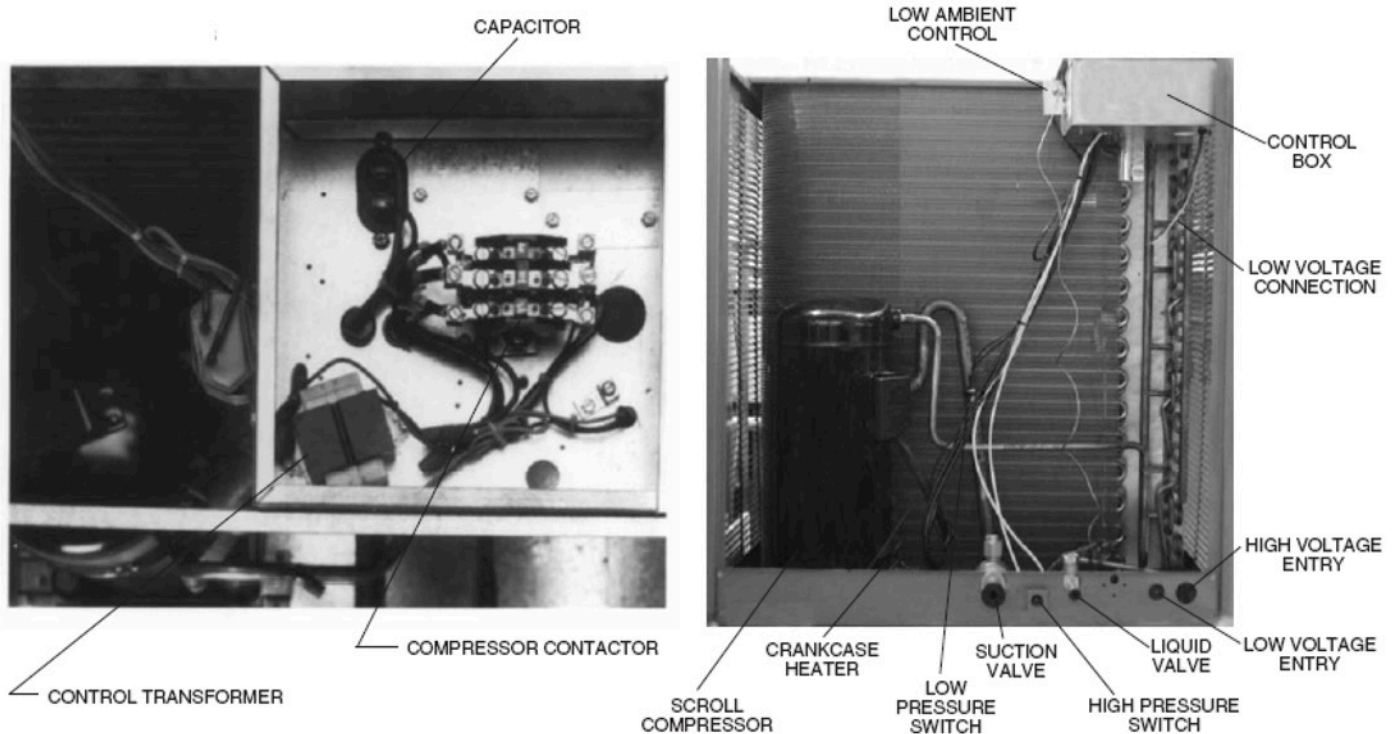 CAPACITOR
COMPRESSOR CONTACTOR
CONTROL TRANSFORMER
LOW AMBIENT
CONTROL
CONTROL
BOX
LOW VOLTAGE
CONNECTION
HIGH VOLTAGE
ENTRY
LOW VOLTAGE
ENTRY
LIQUID
VALVE
HIGH PRESSURE
SWITCH
SUCTION
VALVE
LOW
PRESSURE
SWITCH
CRANKCASE
HEATER
SCROLL
COMPRESSOR